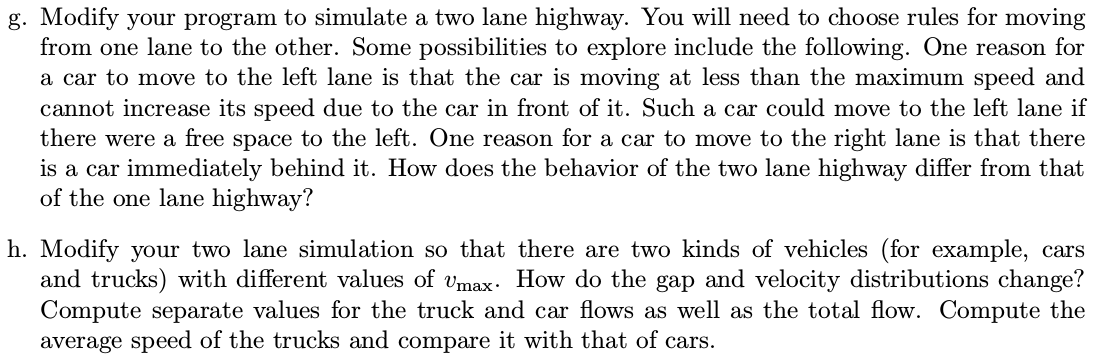 g. Modify your program to simulate a two lane highway. You will need to choose rules for moving
from one lane to the other. Some possibilities to explore include the following. One reason for
a car to move to the left lane is that the car is moving at less than the maximum speed and
cannot increase its speed due to the car in front of it. Such a car could move to the left lane if
there were a free space to the left. One reason for a car to move to the right lane is that there
is a car immediately behind it. How does the behavior of the two lane highway differ from that
of the one lane highway?
h. Modify your two lane simulation so that there are two kinds of vehicles (for example, cars
and trucks) with different values of vmax. How do the gap and velocity distributions change?
Compute separate values for the truck and car flows as well as the total flow. Compute the
average speed of the trucks and compare it with that of cars.